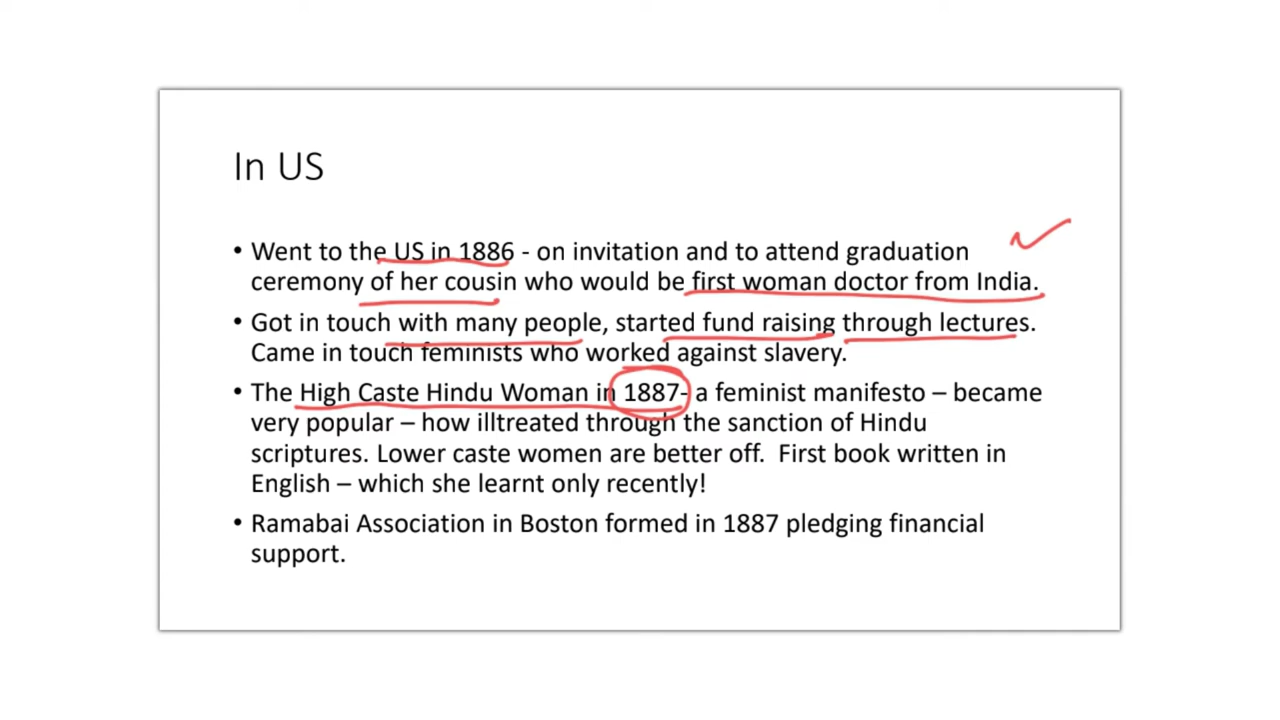 In US
• Went to the US in 1886 - on invitation and to attend graduation
ceremony of her cousin who would be first woman doctor from India.
• Got in touch with many people, started fund raising through lectures.
Came in touch feminists who worked against slavery.
• The High Caste Hindu Woman in 1887- a feminist manifesto – became
very popular – how illtreated through the sanction of Hindu
scriptures. Lower caste women are better off.  First book written in
English – which she learnt only recently!
• Ramabai Association in Boston formed in 1887 pledging financial
support.